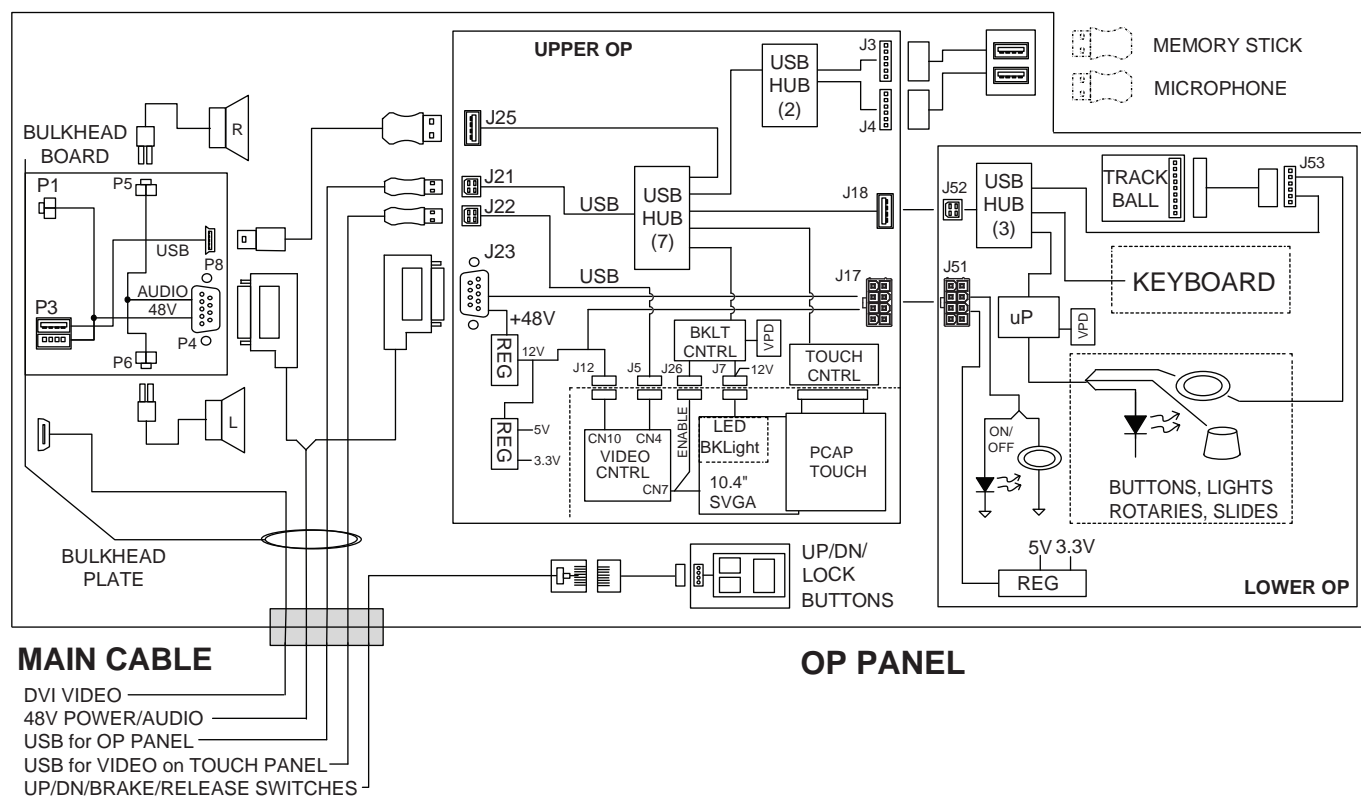 UPPER OP
USB
HUB
(2)
J3
J4
MEMORY STICK
MICROPHONE
R
BULKHEAD
BOARD
P1
P5
USB
P8
P3
AUDIO
48V
P4
P6
L
J25
J21
J22
J23
USB
USB
HUB
(7)
USB
J18
J17
+48V
REG
12V
REG
5V
3.3V
J12
J5
J26
J7
12V
BKLT
CNTRL
VPD
TOUCH
CNTRL
ENABLE
CN10
CN4
VIDEO
CNTRL
CN7
LED
BKLight
10.4"
SVGA
PCAP
TOUCH
J52
USB
HUB
(3)
TRACK
BALL
J53
J51
KEYBOARD
uP
VPD
ON/
OFF
BUTTONS, LIGHTS
ROTARIES, SLIDES
5V
3.3V
REG
LOWER OP
BULKHEAD
PLATE
UP/DN/
LOCK
BUTTONS
MAIN CABLE
OP PANEL
DVI VIDEO
48V POWER/AUDIO
USB for OP PANEL
USB for VIDEO on TOUCH PANEL
UP/DN/BRAKE/RELEASE SWITCHES